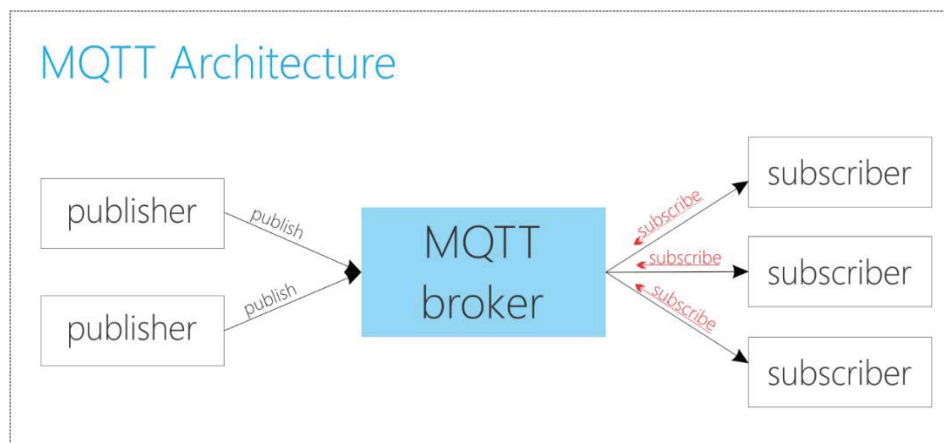 MQTT Architecture
publisher
publish
publisher
publish
MQTT
broker
subscribe
subscriber
subscribe
subscriber
subscribe
subscriber